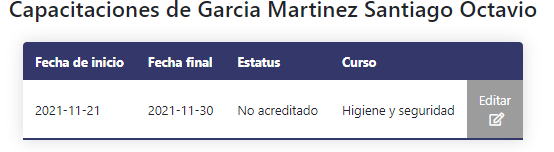 Capacitaciones de Garcia Martinez Santiago Octavio
Fecha de inicio Fecha final Estatus Curso
2021-11-21 2021-11-30 No acreditado Higiene y seguridad Editar